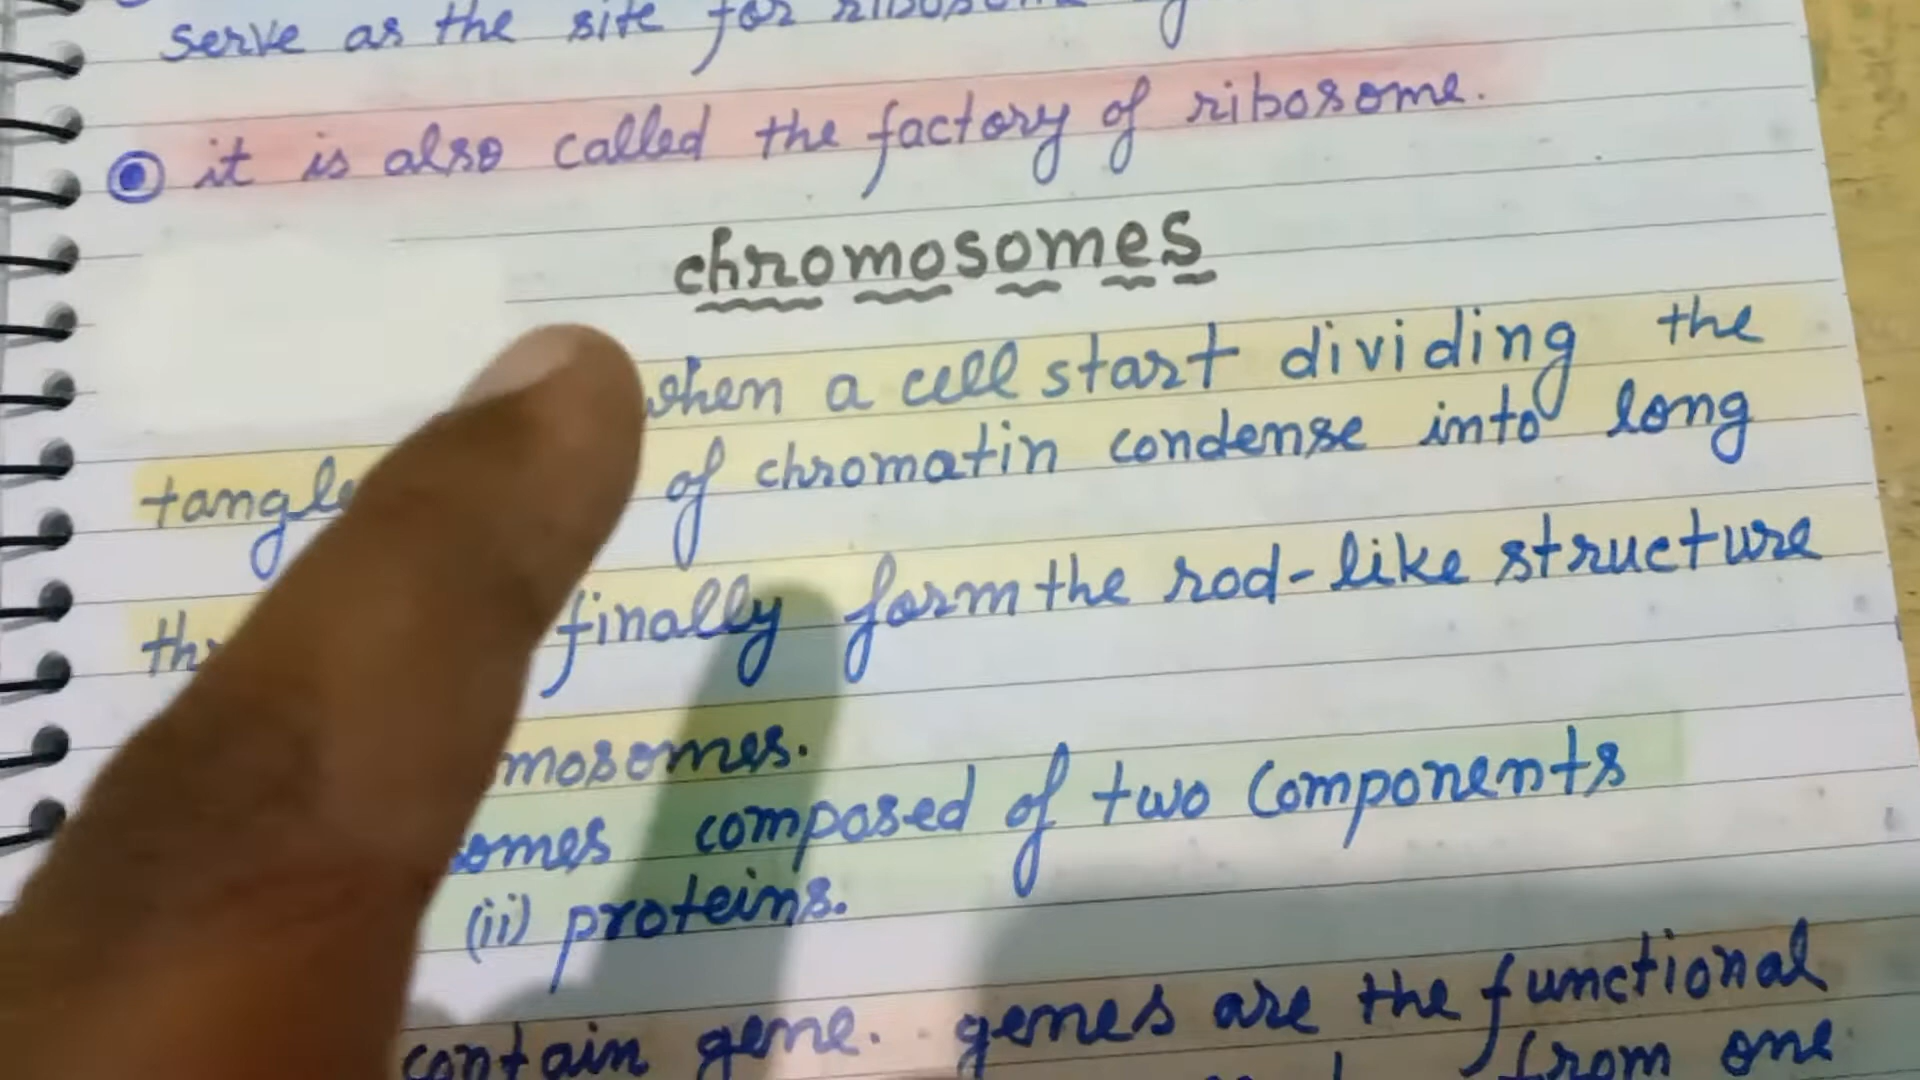 serve as the site for
it is also called the factory of ribosome.
chromosomes
when a cell start dividing the
of chromatin condense into long
finally form the rod-like structure
mosomes.
omes composed of two components
(ii) proteins.
contain gene. genes are the functional
from one